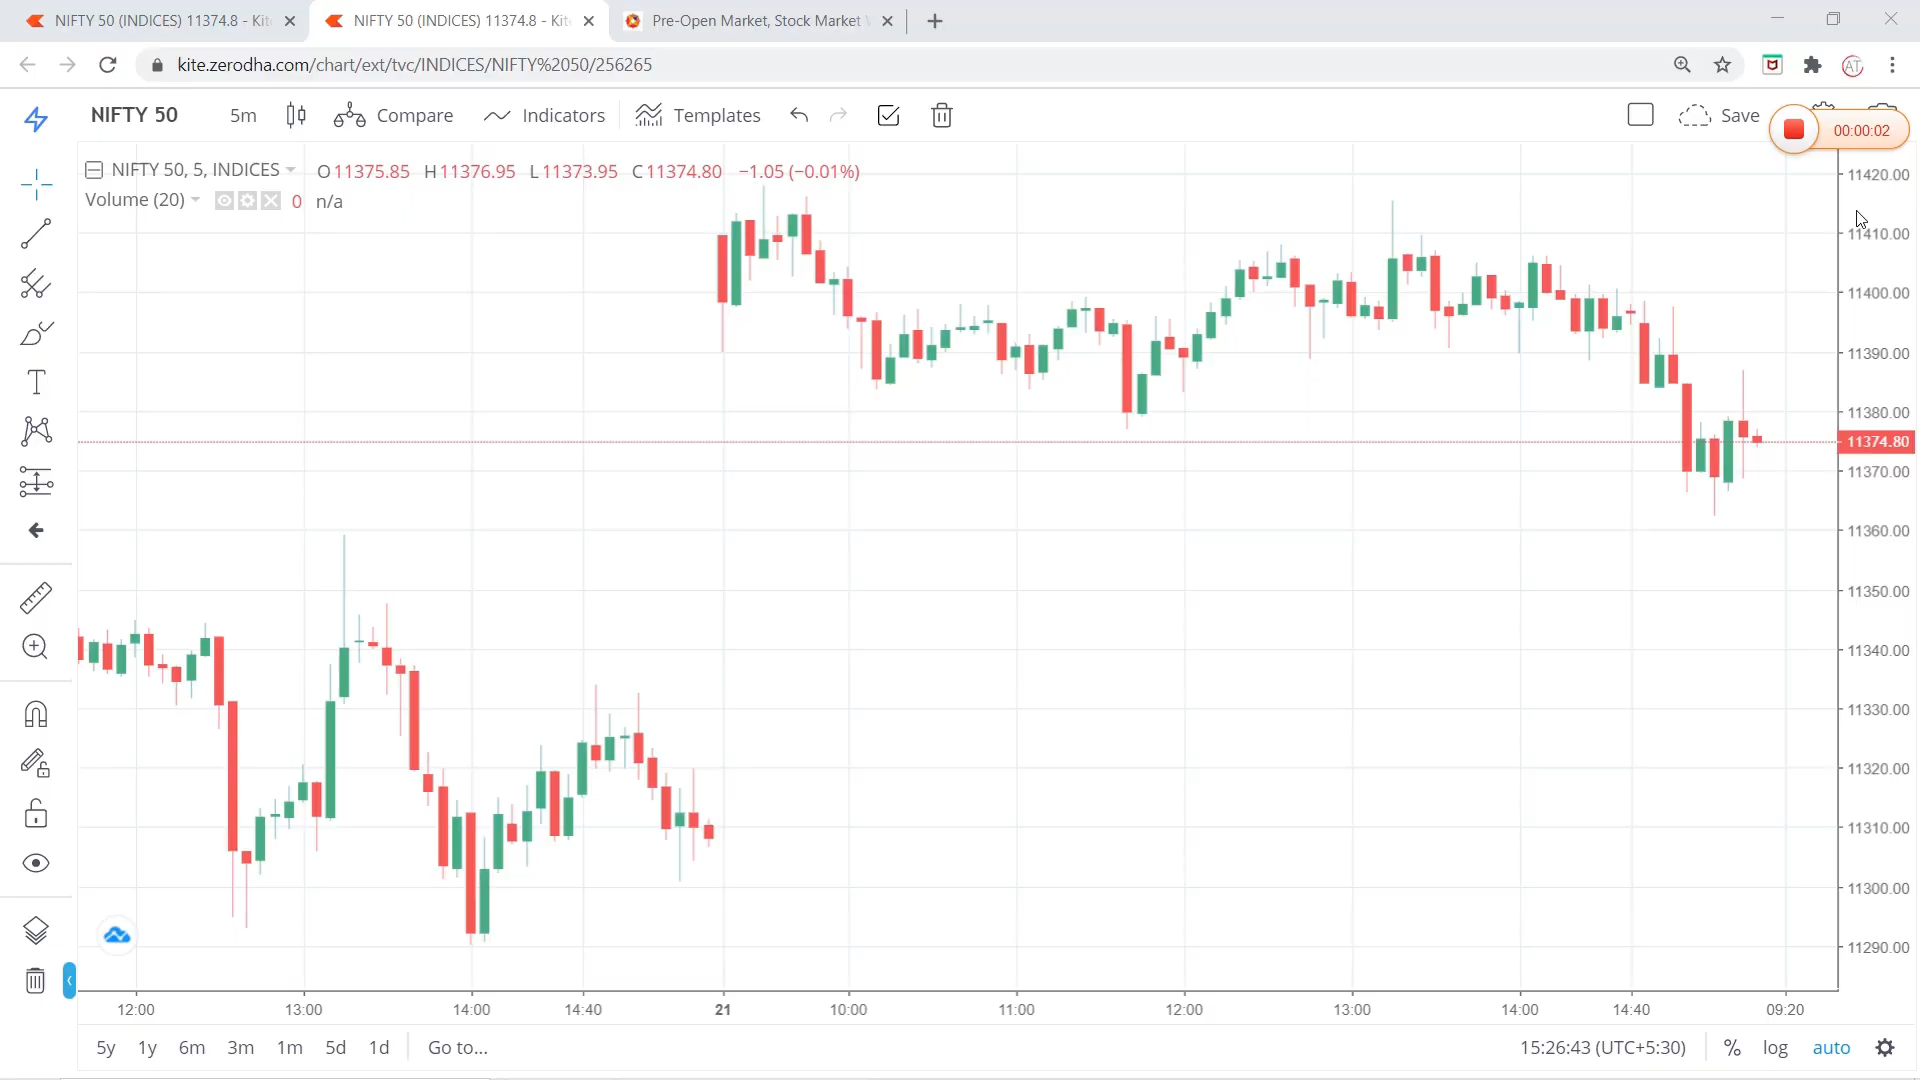 NIFTY 50 (INDICES) 11374.8 - Kit
NIFTY 50 (INDICES) 11374.8 - Kit
Pre-Open Market, Stock Market
kite.zerodha.com/chart/ext/tvc/INDICES/NIFTY%2050/256265
AT
NIFTY 50
5m
Compare
Indicators
Templates
Save
00:00:02
NIFTY 50, 5, INDICES
O11375.85 H11376.95 L11373.95 C11374.80 −1.05 (−0.01%)
Volume (20)
0 n/a
T
11420.00
11410.00
11400.00
11390.00
11380.00
11374.80
11370.00
11360.00
11350.00
11340.00
11330.00
11320.00
11310.00
11300.00
11290.00
12:00 13:00 14:00 14:40 21 10:00 11:00 12:00 13:00 14:00 14:40 09:20
5y 1y 6m 3m 1m 5d 1d Go to...
15:26:43 (UTC+5:30) % log auto